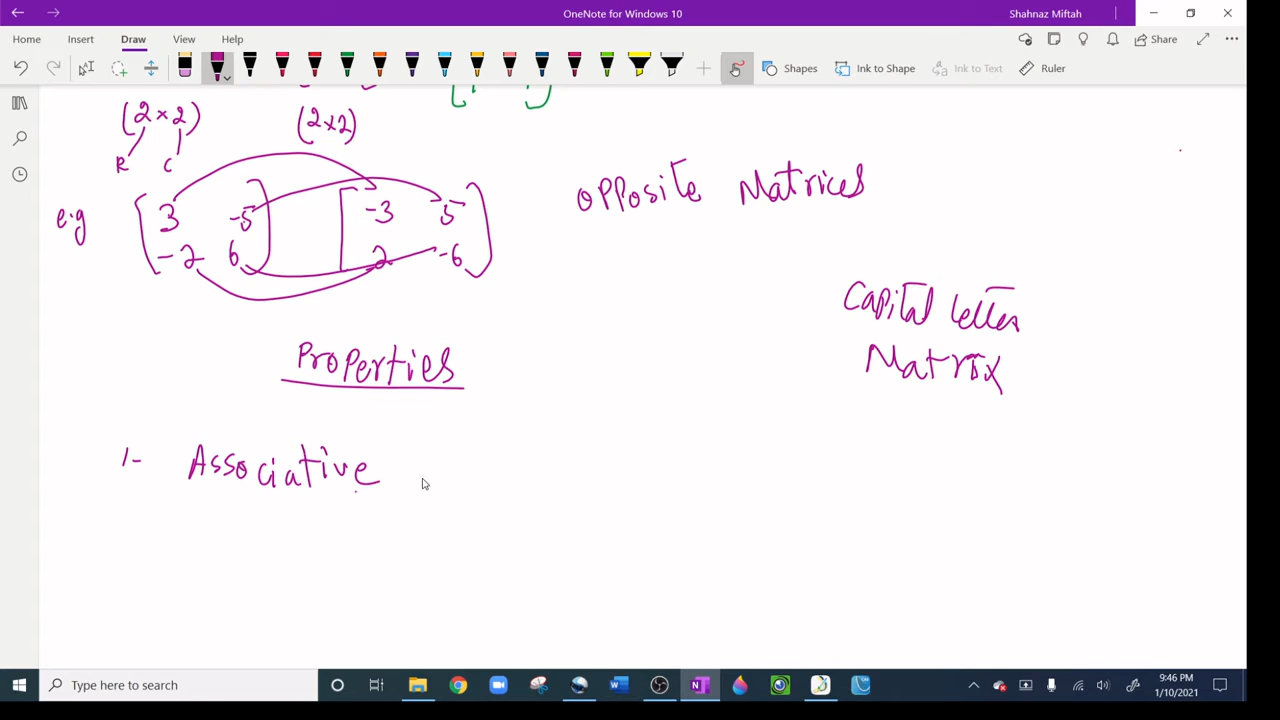 OneNote for Windows 10
Shahnaz Miftah
Home Insert Draw View Help
Share
Shapes Ink to Shape Ink to Text Ruler
(2×2) (2×2)
R C
e.g [3 -5 -3 5
-2 6] [2 -6]
opposite Matrices
Capital letter
Matrix
Properties
1- Associative
Type here to search
9:46 PM
1/10/2021